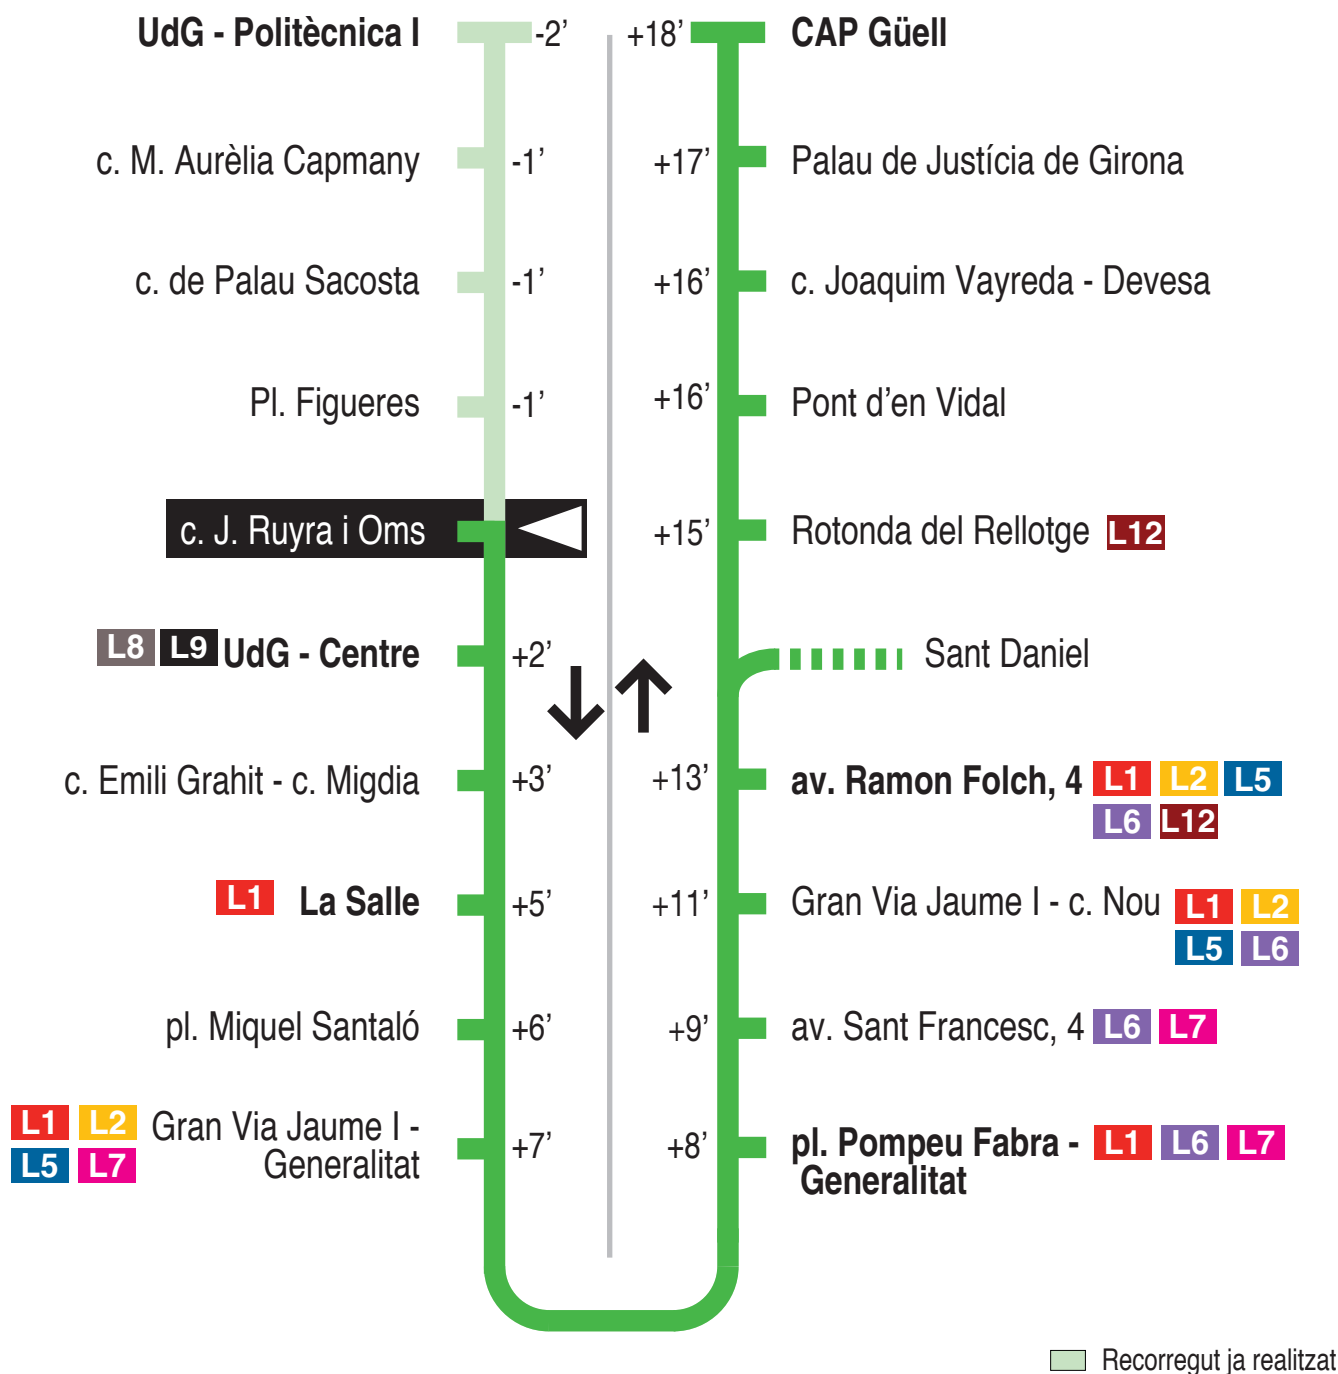 UdG - Politècnica I -2’
c. M. Aurèlia Capmany -1’
c. de Palau Sacosta -1’
Pl. Figueres -1’
c. J. Ruyra i Oms
L8 L9 UdG - Centre +2’
c. Emili Grahit - c. Migdia +3’
L1 La Salle +5’
pl. Miquel Santaló +6’
L1 L2 Gran Via Jaume I -
L5 L7 Generalitat +7’
+18’ CAP Güell
+17’ Palau de Justícia de Girona
+16’ c. Joaquim Vayreda - Devesa
+16’ Pont d’en Vidal
+15’ Rotonda del Rellotge L12
Sant Daniel
+13’ av. Ramon Folch, 4 L1 L2 L5
L6 L12
+11’ Gran Via Jaume I - c. Nou L1 L2
L5 L6
+9’ av. Sant Francesc, 4 L6 L7
+8’ pl. Pompeu Fabra - L1 L6 L7
Generalitat
Recorregut ja realitzat